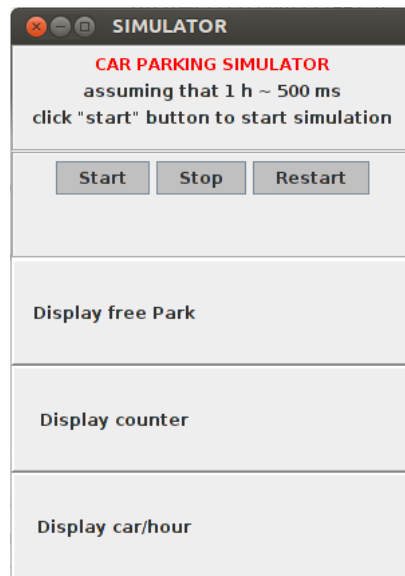 SIMULATOR
CAR PARKING SIMULATOR
assuming that 1 h ~ 500 ms
click "start" button to start simulation
Start Stop Restart
Display free Park
Display counter
Display car/hour